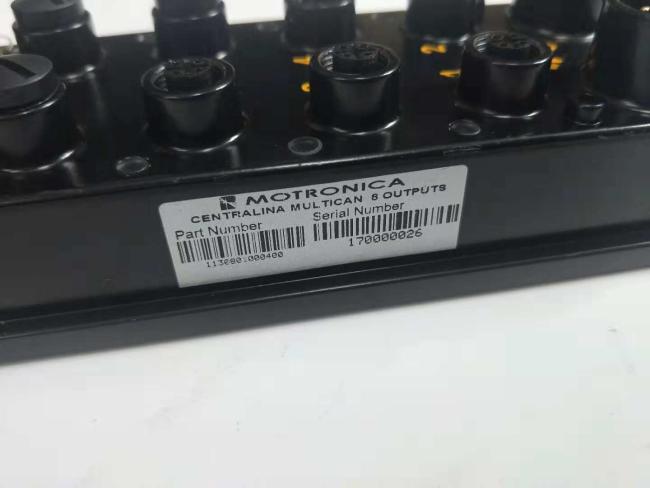 MOTRONICA
CENTRALINA MULTICAN 8 OUTPUTS
Part Number Serial Number
113080.000400 170000026